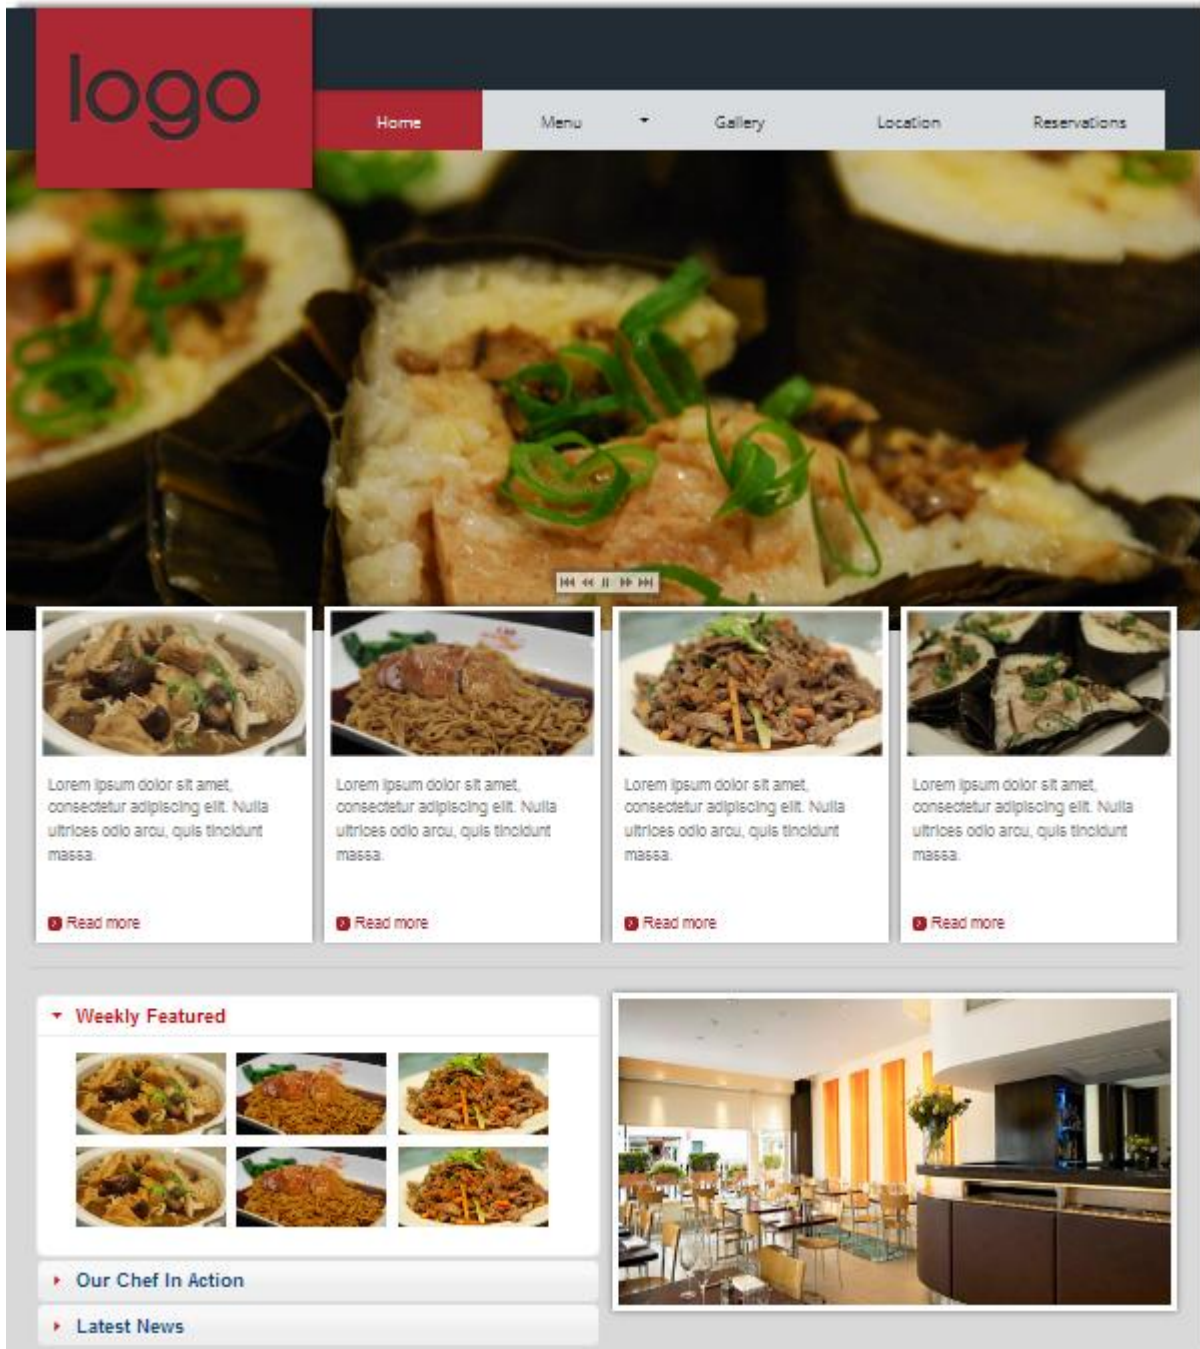 logo
Home Menu Gallery Location Reservations
Lorem ipsum dolor sit amet,
consectetur adipiscing elit. Nulla
ultrices odio arcu, quis tincidunt
massa.
Read more
Lorem ipsum dolor sit amet,
consectetur adipiscing elit. Nulla
ultrices odio arcu, quis tincidunt
massa.
Read more
Lorem ipsum dolor sit amet,
consectetur adipiscing elit. Nulla
ultrices odio arcu, quis tincidunt
massa.
Read more
Lorem ipsum dolor sit amet,
consectetur adipiscing elit. Nulla
ultrices odio arcu, quis tincidunt
massa.
Read more
Weekly Featured
Our Chef In Action
Latest News